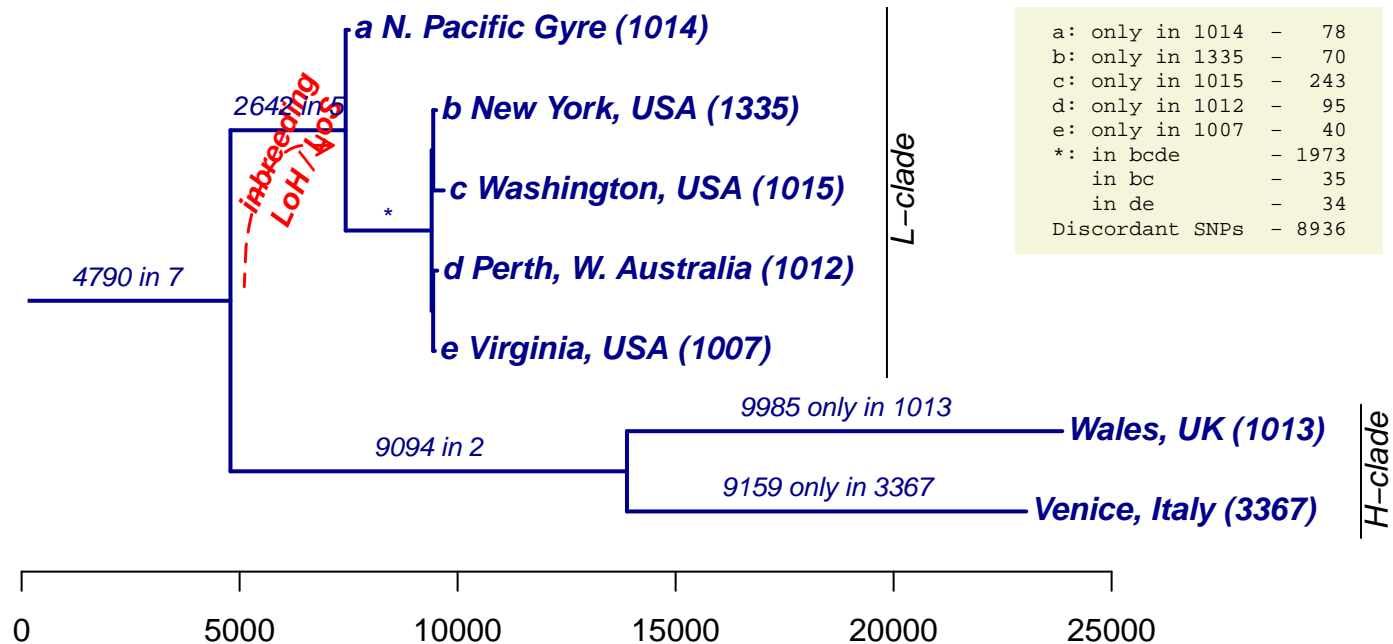 a N. Pacific Gyre (1014)
2642 in 5
inbreeding
LoH / LoS
b New York, USA (1335)
c Washington, USA (1015)
*
d Perth, W. Australia (1012)
4790 in 7
e Virginia, USA (1007)
L−clade
a: only in 1014 − 78
b: only in 1335 − 70
c: only in 1015 − 243
d: only in 1012 − 95
e: only in 1007 − 40
*: in bcde − 1973
in bc − 35
in de − 34
Discordant SNPs − 8936
9985 only in 1013
Wales, UK (1013)
9094 in 2
9159 only in 3367
Venice, Italy (3367)
H−clade
0 5000 10000 15000 20000 25000